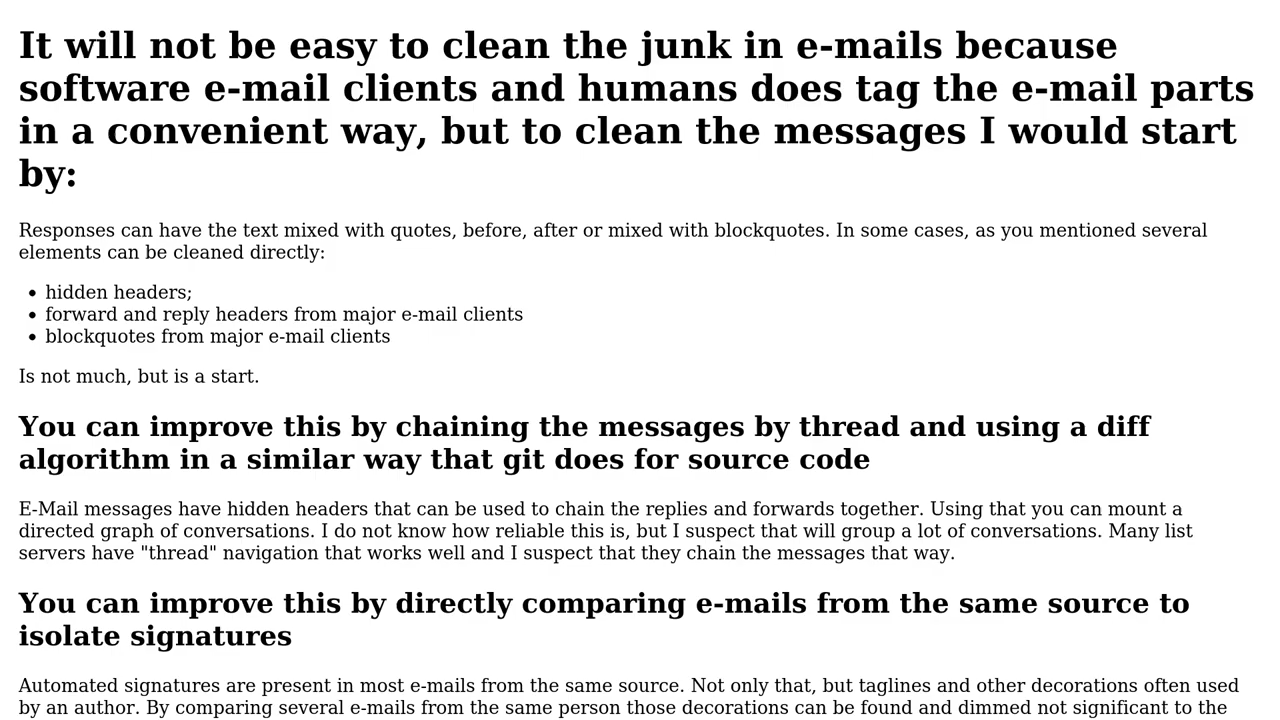 It will not be easy to clean the junk in e-mails because
software e-mail clients and humans does tag the e-mail parts
in a convenient way, but to clean the messages I would start
by:
Responses can have the text mixed with quotes, before, after or mixed with blockquotes. In some cases, as you mentioned several
elements can be cleaned directly:
• hidden headers;
• forward and reply headers from major e-mail clients
• blockquotes from major e-mail clients
Is not much, but is a start.
You can improve this by chaining the messages by thread and using a diff
algorithm in a similar way that git does for source code
E-Mail messages have hidden headers that can be used to chain the replies and forwards together. Using that you can mount a
directed graph of conversations. I do not know how reliable this is, but I suspect that will group a lot of conversations. Many list
servers have "thread" navigation that works well and I suspect that they chain the messages that way.
You can improve this by directly comparing e-mails from the same source to
isolate signatures
Automated signatures are present in most e-mails from the same source. Not only that, but taglines and other decorations often used
by an author. By comparing several e-mails from the same person those decorations can be found and dimmed not significant to the